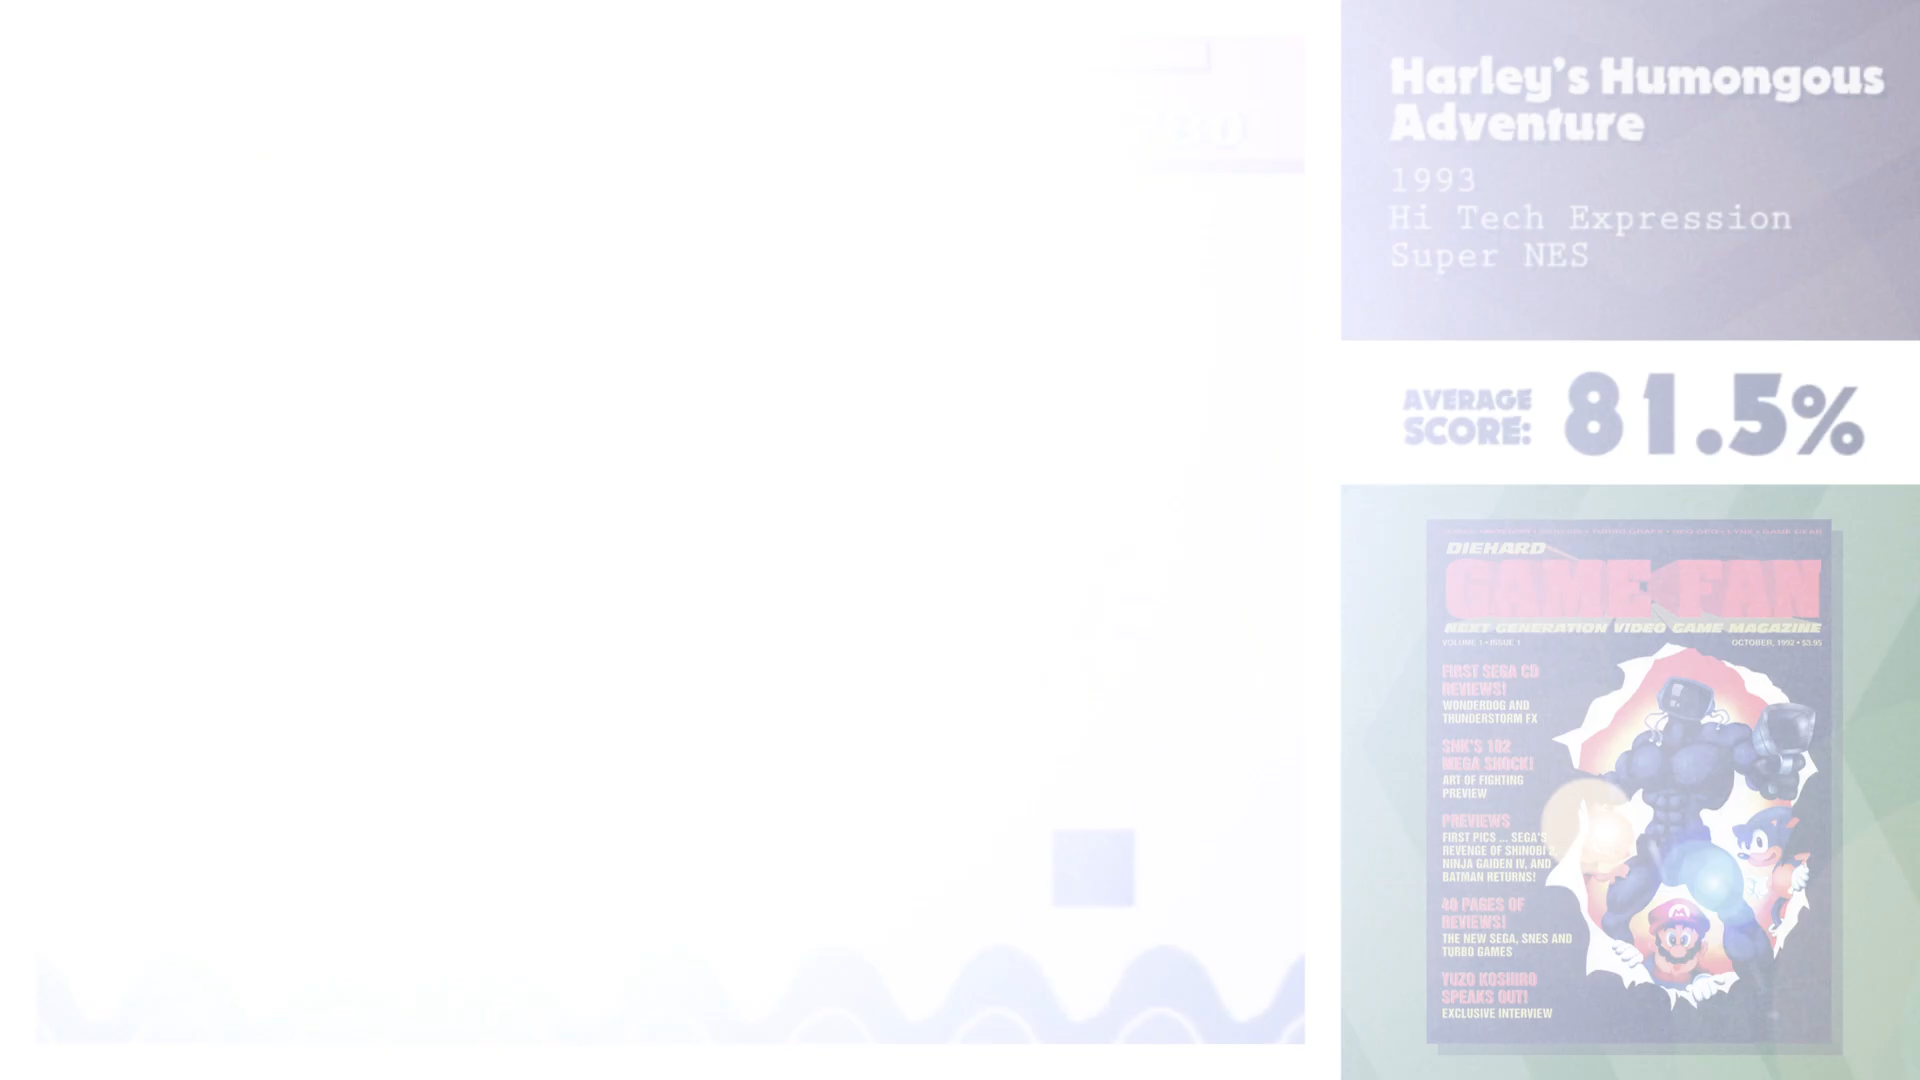 Harley's Humongous
Adventure
1993
Hi Tech Expression
Super NES
AVERAGE
SCORE:
81.5%
DIEHARD
GAME FAN
NEXT GENERATION VIDEO GAME MAGAZINE
VOLUME 1 • ISSUE 1
OCTOBER, 1992 • $3.95
FIRST SEGA CD
REVIEWS!
WONDERDOG AND
THUNDERSTORM FX
SNK'S 102
MEGA SHOCK!
ART OF FIGHTING
PREVIEW
PREVIEWS
FIRST PICS ... SEGA'S
REVENGE OF SHINOBI 2,
NINJA GAIDEN IV, AND
BATMAN RETURNS!
40 PAGES OF
REVIEWS!
THE NEW SEGA, SNES AND
TURBO GAMES
YUZO KOSHIRO
SPEAKS OUT!
EXCLUSIVE INTERVIEW